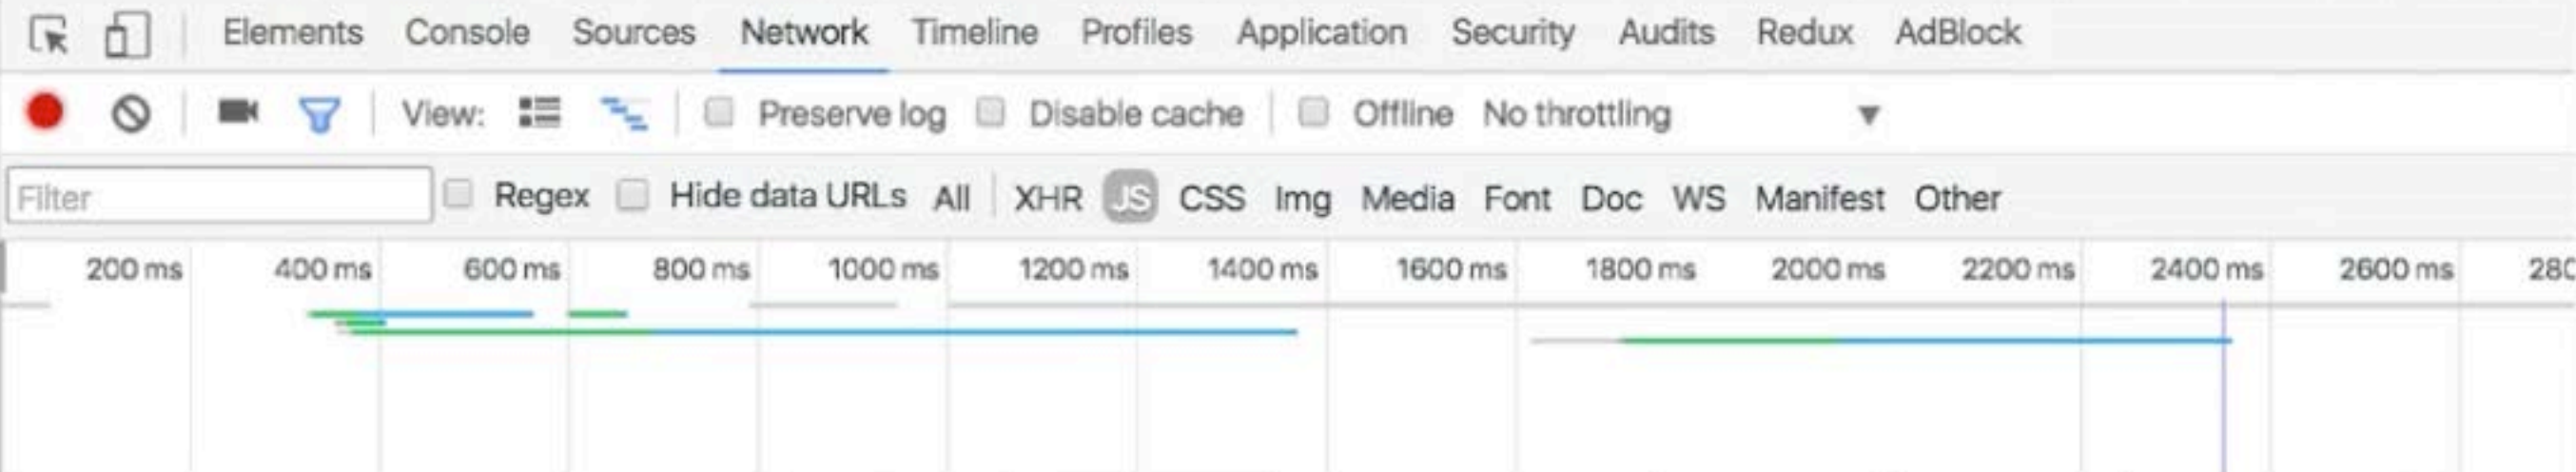 Elements Console Sources Network Timeline Profiles Application Security Audits Redux AdBlock
View: Preserve log Disable cache Offline No throttling
Filter Regex Hide data URLs All XHR JS CSS Img Media Font Doc WS Manifest Other
200 ms 400 ms 600 ms 800 ms 1000 ms 1200 ms 1400 ms 1600 ms 1800 ms 2000 ms 2200 ms 2400 ms 2600 ms